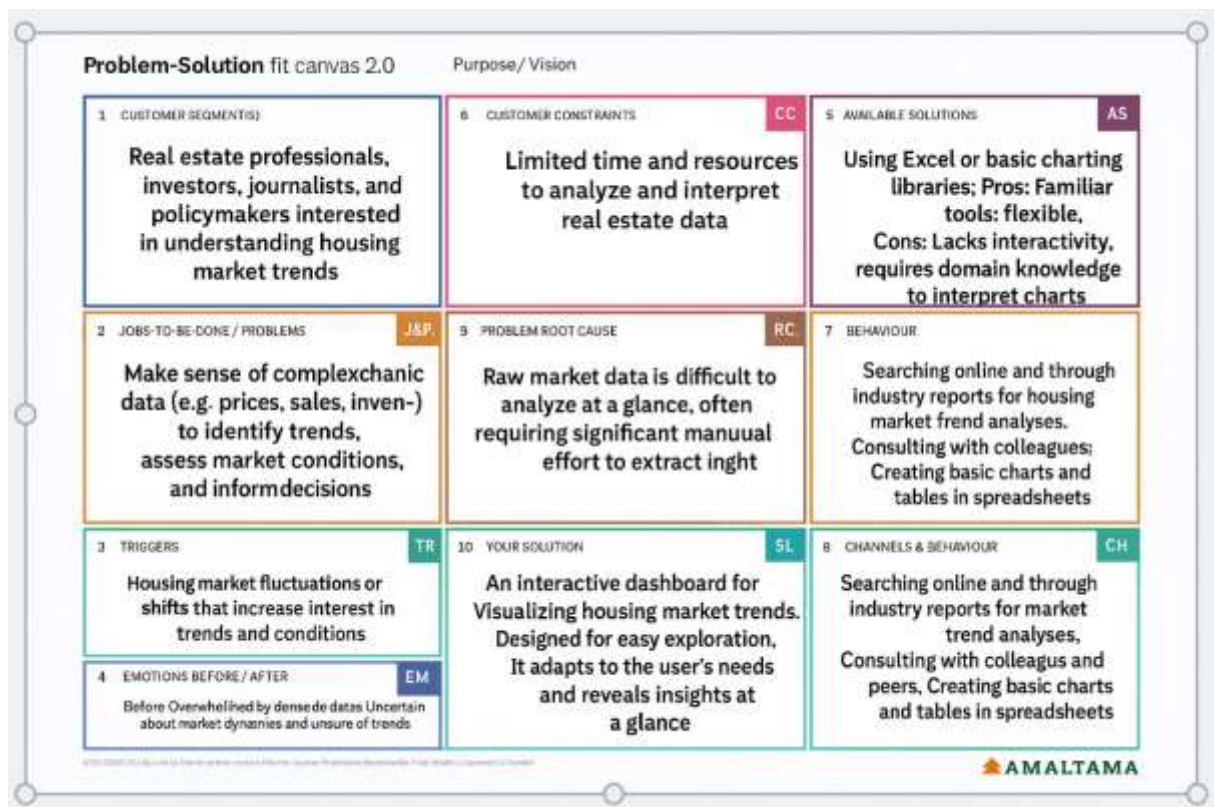 Problem-Solution fit canvas 2.0
Purpose/ Vision
1 CUSTOMER SEGMENT(S)
Real estate professionals,
investors, journalists, and
policymakers interested
in understanding housing
market trends
6 CUSTOMER CONSTRAINTS
CC
Limited time and resources
to analyze and interpret
real estate data
5 AVAILABLE SOLUTIONS
AS
Using Excel or basic charting
libraries; Pros: Familiar
tools: flexible,
Cons: Lacks interactivity,
requires domain knowledge
to interpret charts
2 JOBS-TO-BE-DONE / PROBLEMS
J&P
Make sense of complexchanic
data (e.g. prices, sales, inven-)
to identify trends,
assess market conditions,
and informdecisions
9 PROBLEM ROOT CAUSE
RC
Raw market data is difficult to
analyze at a glance, often
requiring significant manuual
effort to extract inght
7 BEHAVIOUR
Searching online and through
industry reports for housing
market frend analyses.
Consulting with colleagues;
Creating basic charts and
tables in spreadsheets
3 TRIGGERS
TR
Housing market fluctuations or
shifts that increase interest in
trends and conditions
4 EMOTIONS BEFORE / AFTER
EM
Before Overwhelihed by densede datas Uncertain
about market dynamies and unsure of trends
10 YOUR SOLUTION
SL
An interactive dashboard for
Visualizing housing market trends.
Designed for easy exploration,
It adapts to the user's needs
and reveals insights at
a glance
8 CHANNELS & BEHAVIOUR
CH
Searching online and through
industry reports for market
trend analyses,
Consulting with colleagus and
peers, Creating basic charts
and tables in spreadsheets
AMALTAMA